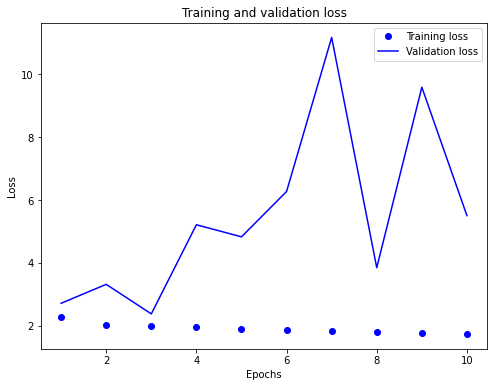 Training and validation loss
Training loss
Validation loss
10
8
6
4
2
Loss
2
4
6
8
10
Epochs